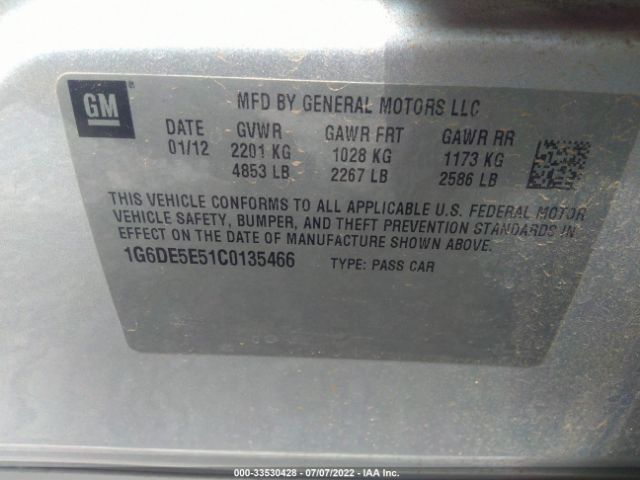 GM
MFD BY GENERAL MOTORS LLC
DATE GVWR GAWR FRT GAWR RR
01/12 2201 KG 1028 KG 1173 KG
4853 LB 2267 LB 2586 LB
THIS VEHICLE CONFORMS TO ALL APPLICABLE U.S. FEDERAL MOTOR
VEHICLE SAFETY, BUMPER, AND THEFT PREVENTION STANDARDS IN
EFFECT ON THE DATE OF MANUFACTURE SHOWN ABOVE.
1G6DE5E51C0135466 TYPE: PASS CAR
000-33530428 - 07/07/2022 - IAA Inc.